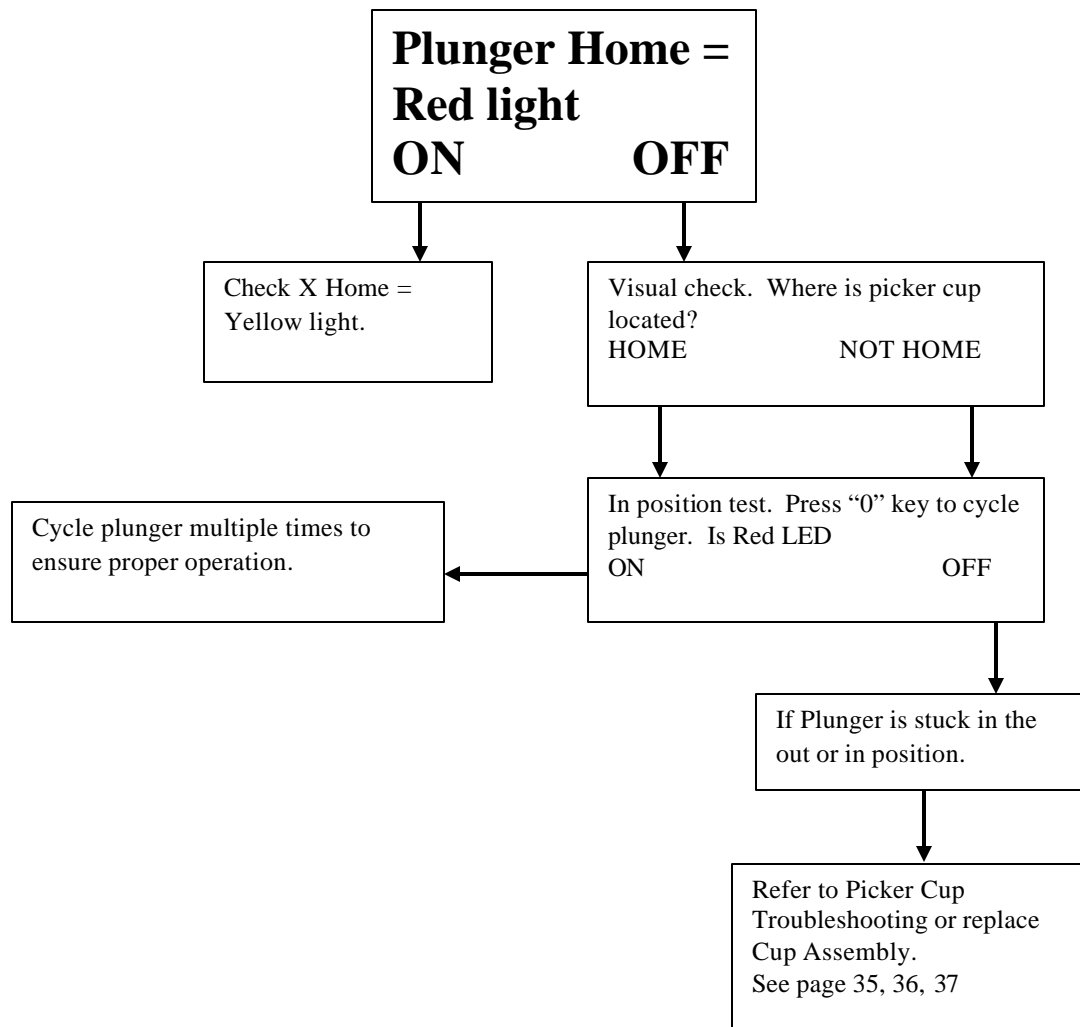 Plunger Home =
Red light
ON OFF
Check X Home =
Yellow light.
Visual check. Where is picker cup
located?
HOME NOT HOME
In position test. Press “0” key to cycle
plunger. Is Red LED
ON OFF
Cycle plunger multiple times to
ensure proper operation.
If Plunger is stuck in the
out or in position.
Refer to Picker Cup
Troubleshooting or replace
Cup Assembly.
See page 35, 36, 37